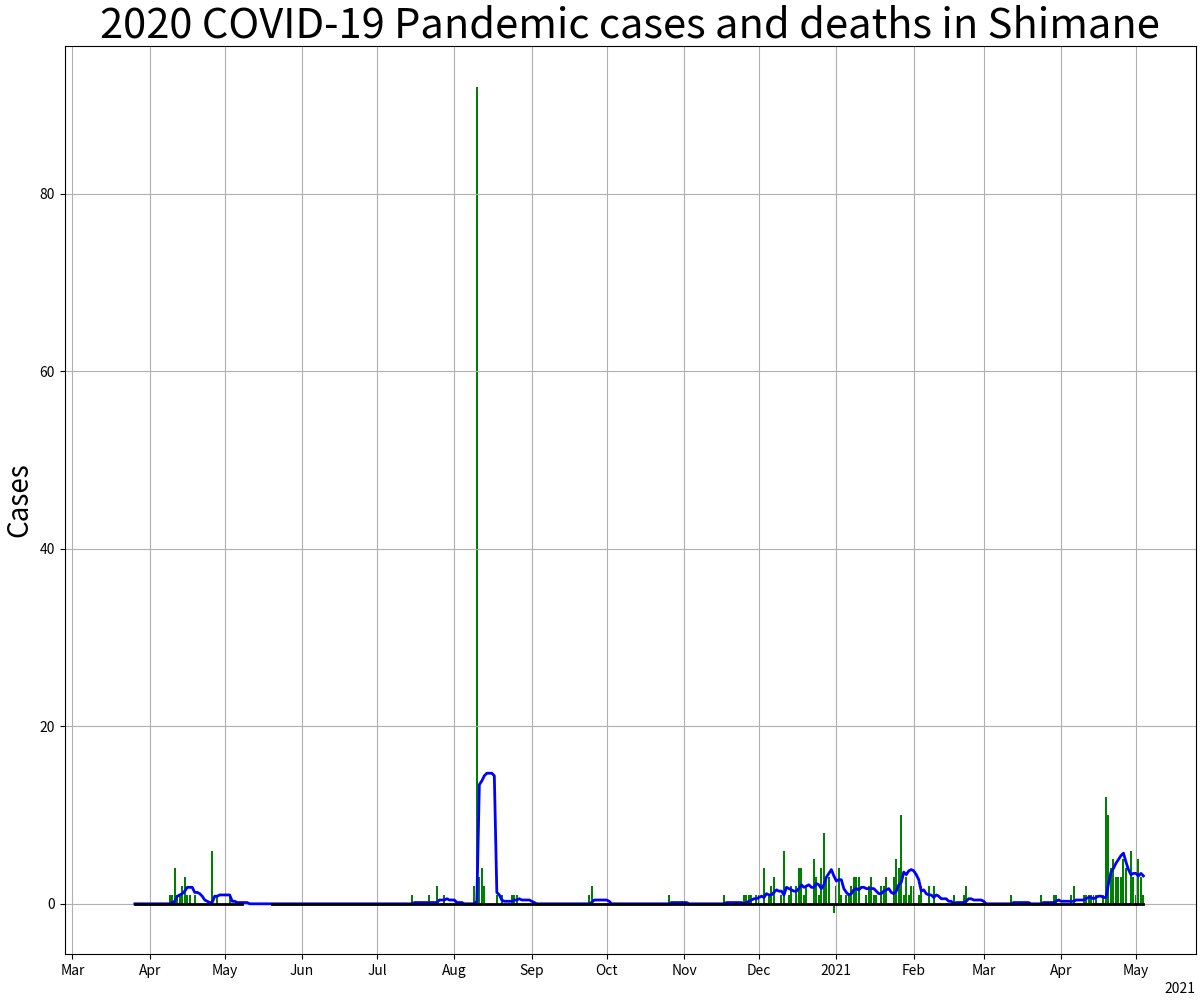 2020 COVID-19 Pandemic cases and deaths in Shimane
Cases
80
60
40
20
0
Mar Apr May Jun Jul Aug Sep Oct Nov Dec 2021 Feb Mar Apr May
2021